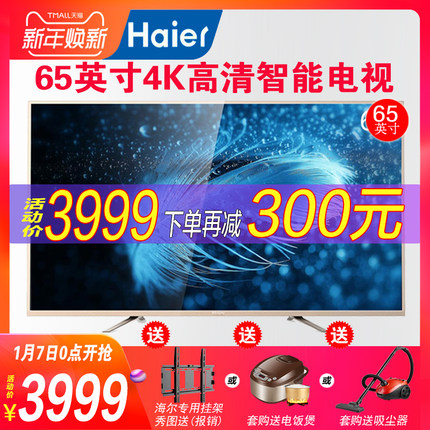 TMALL天猫
新年焕新
Haier
65英寸4K高清智能电视
65
英寸
活动价 3999 下单再减 300元
送 送 送
1月7日0点开抢
活动价 ¥3999
海尔专用挂架
秀图送(报销)
或
套购送电饭煲
或
套购送吸尘器